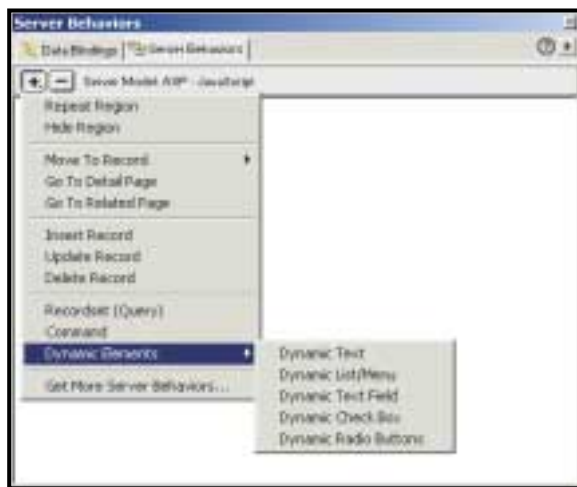 Server Behaviors
Data Bindings Server Behaviors
Server Model: ASP - JavaScript
Repeat Region
Hide Region
Move To Record
Go To Detail Page
Go To Related Page
Insert Record
Update Record
Delete Record
Recordset (Query)
Command
Dynamic Elements
Get More Server Behaviors...
Dynamic Text
Dynamic List/Menu
Dynamic Text Field
Dynamic Check Box
Dynamic Radio Buttons